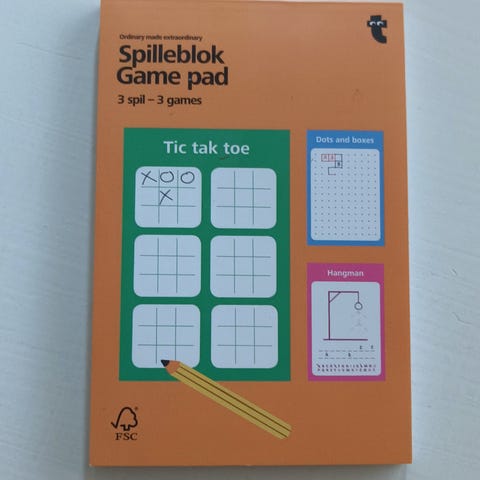 Ordinary made extraordinary
Spilleblok
Game pad
3 spil – 3 games
t
Tic tak toe
X O O
X
Dots and boxes
Hangman
FSC